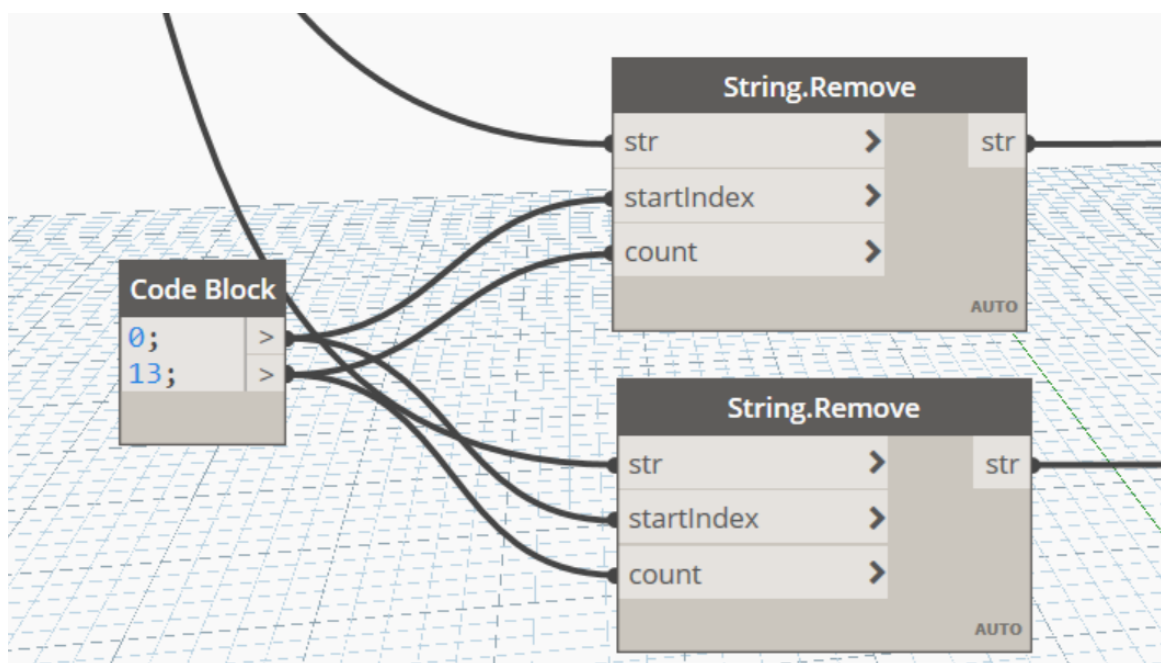 String.Remove
str > str
startIndex >
count >
AUTO
Code Block
0; >
13; >
String.Remove
str > str
startIndex >
count >
AUTO